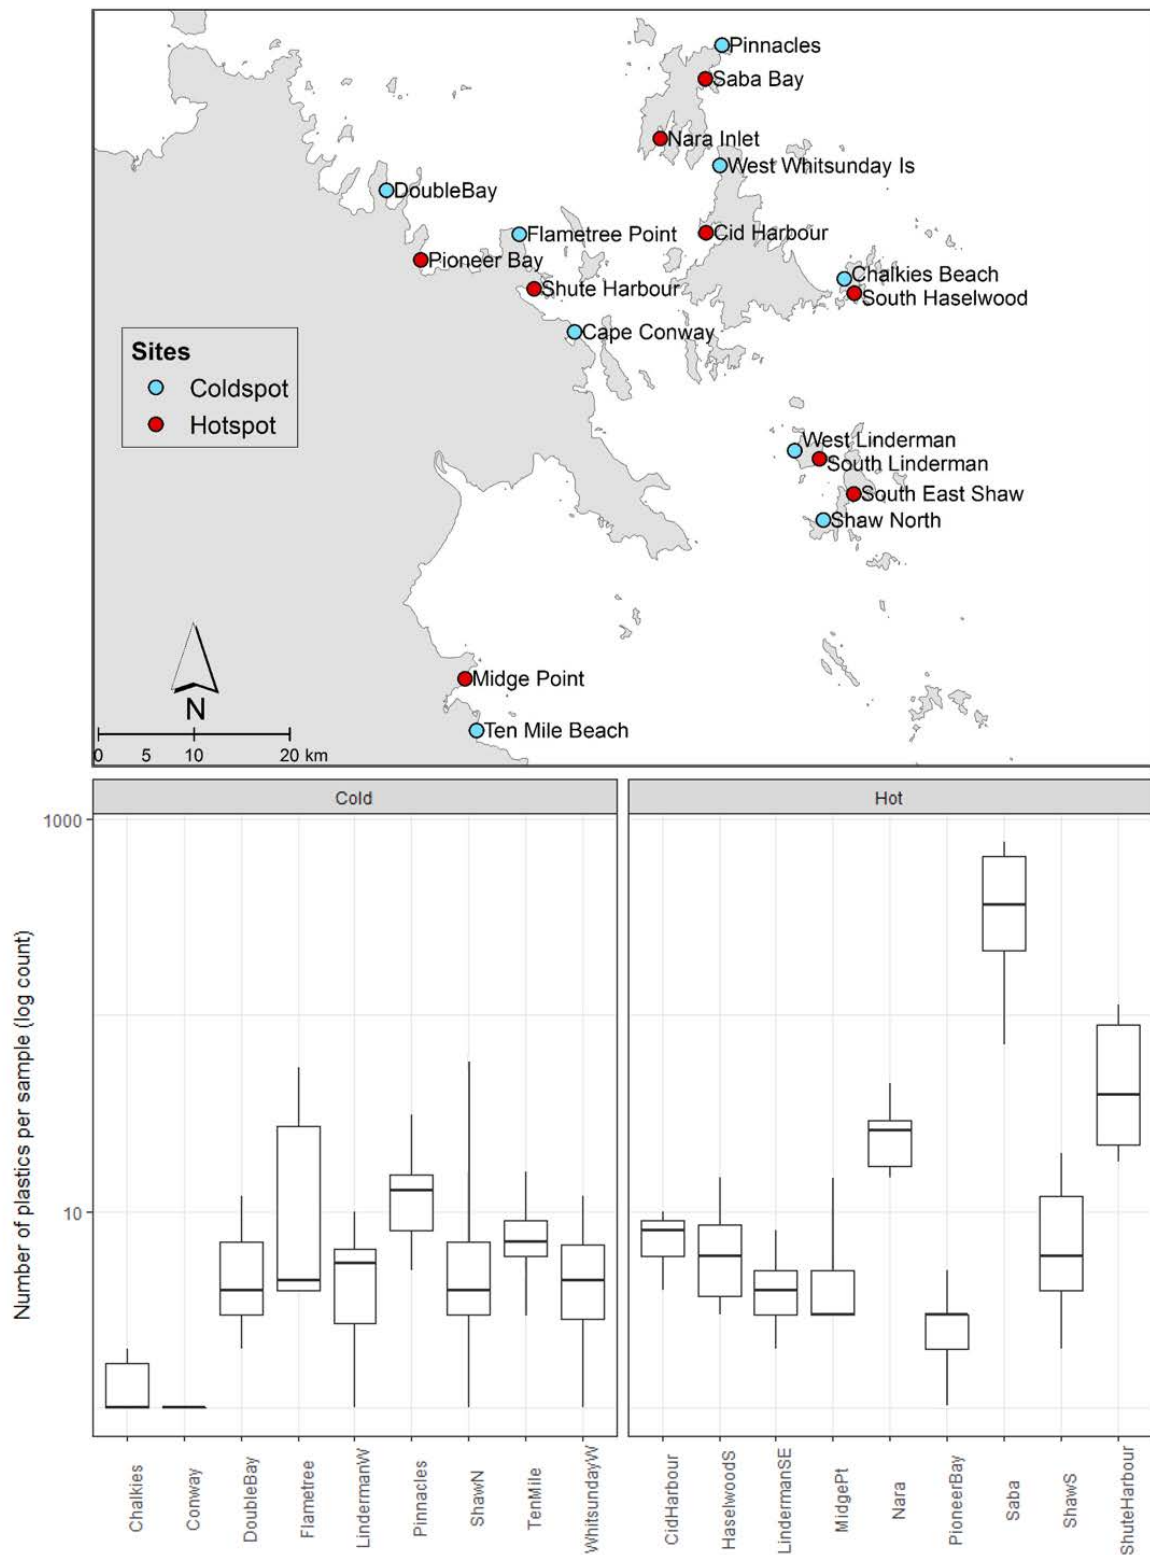 Pinnacles
Saba Bay
Nara Inlet
West Whitsunday Is
DoubleBay
Flametree Point
Cid Harbour
Pioneer Bay
Chalkies Beach
Shute Harbour
South Haselwood
Cape Conway
Sites
Coldspot
Hotspot
West Linderman
South Linderman
South East Shaw
Shaw North
Midge Point
N
Ten Mile Beach
0 5 10 20 km
Cold
Hot
Number of plastics per sample (log count)
1000
10
Chalkies
Conway
DoubleBay
Flametree
LindermanW
Pinnacles
ShawN
TenMile
WhitsundayW
CidHarbour
HaselwoodS
LindermanSE
MidgePt
Nara
PioneerBay
Saba
ShawS
ShuteHarbour